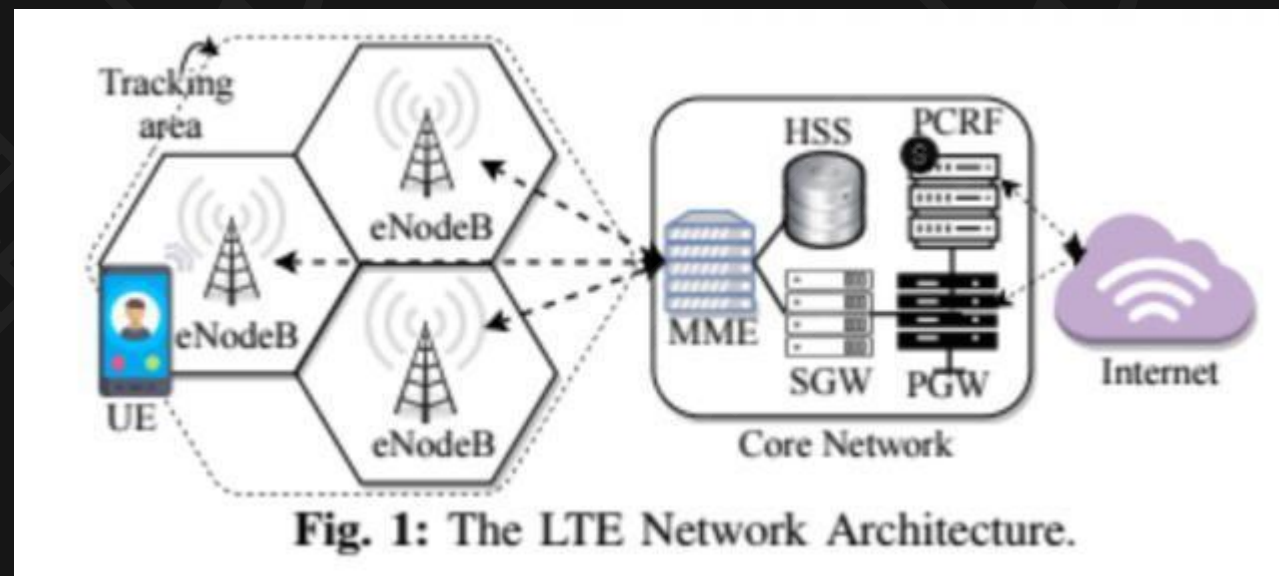 Tracking
area
eNodeB
eNodeB
eNodeB
UE
HSS
PCRF
S
MME
SGW
PGW
Core Network
Internet
Fig. 1: The LTE Network Architecture.